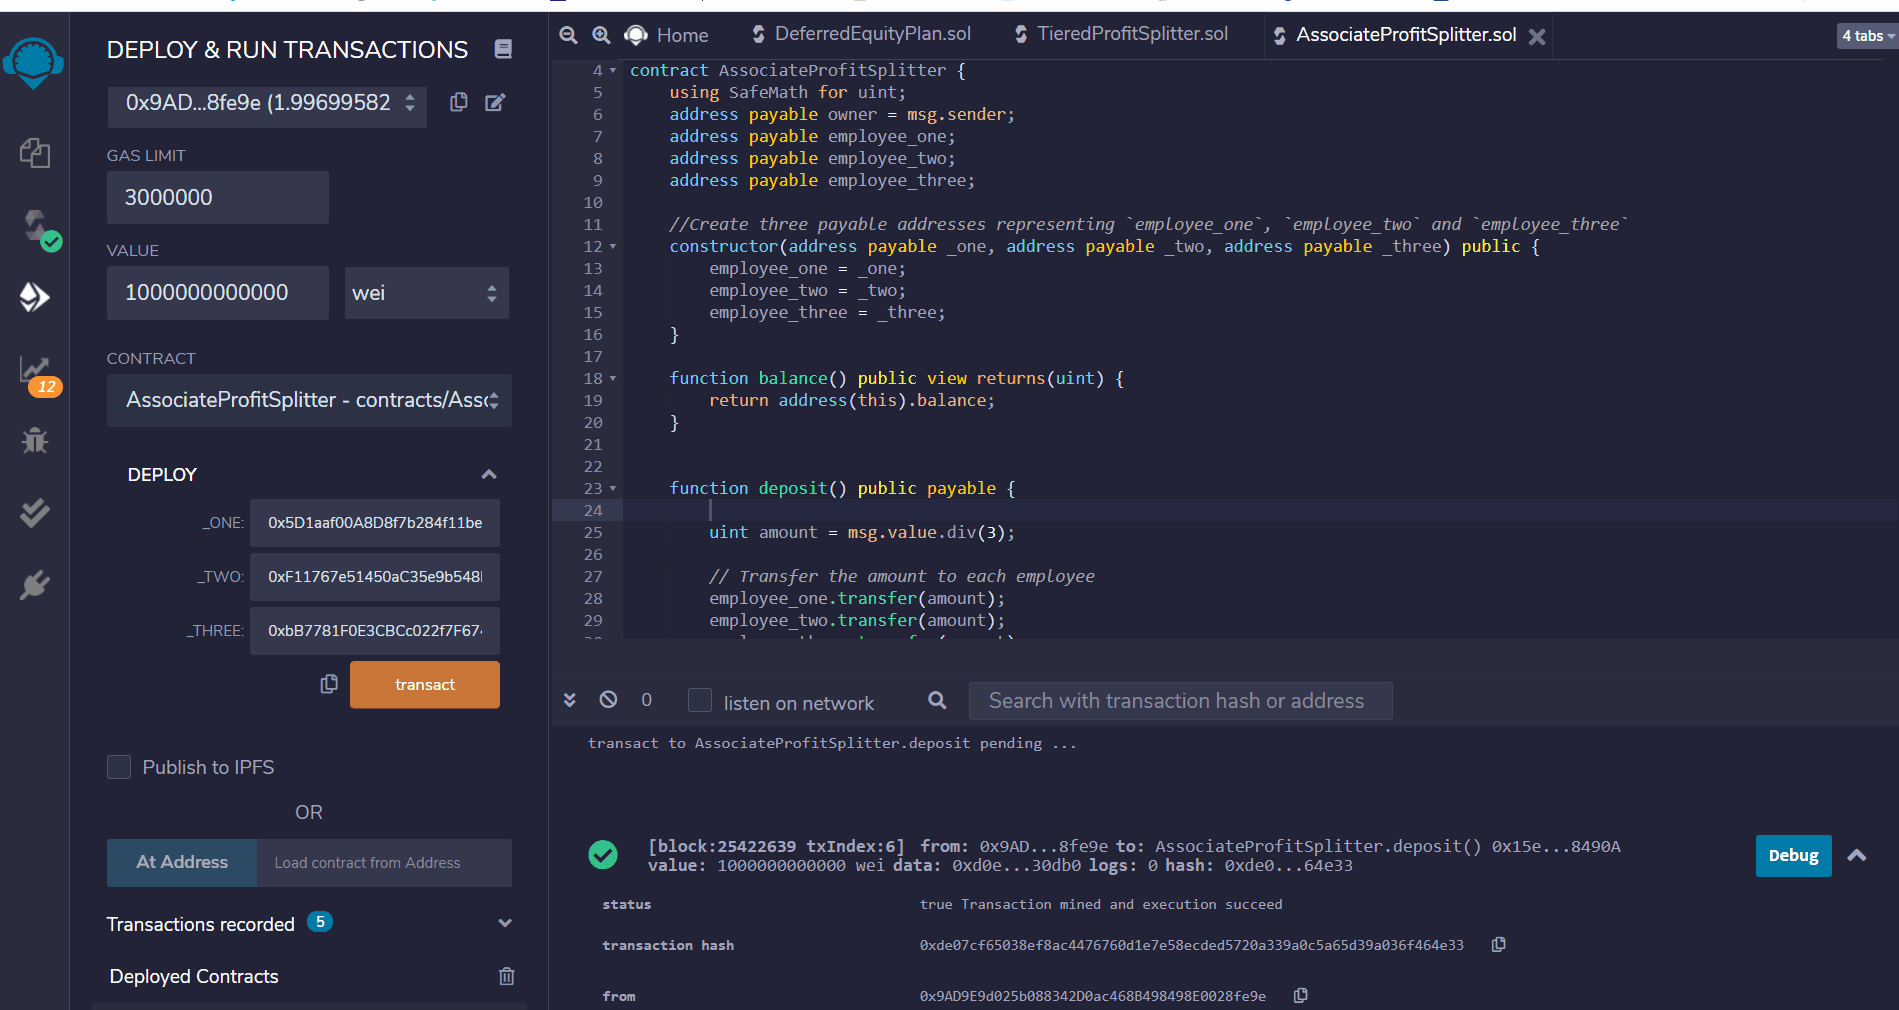 DEPLOY & RUN TRANSACTIONS
0x9AD...8fe9e (1.99699582
GAS LIMIT
3000000
VALUE
1000000000000
wei
CONTRACT
AssociateProfitSplitter - contracts/Asso
DEPLOY
_ONE:
0x5D1aaf00A8D8f7b284f11be
_TWO:
0xF11767e51450aC35e9b548
_THREE:
0xbB7781F0E3CBCc022f7F674
transact
Publish to IPFS
OR
At Address
Load contract from Address
Transactions recorded 5
Deployed Contracts
12
Home
DeferredEquityPlan.sol
TieredProfitSplitter.sol
AssociateProfitSplitter.sol
4 tabs
4 contract AssociateProfitSplitter {
5 using SafeMath for uint;
6 address payable owner = msg.sender;
7 address payable employee_one;
8 address payable employee_two;
9 address payable employee_three;
10
11 //Create three payable addresses representing `employee_one`, `employee_two` and `employee_three`
12 constructor(address payable _one, address payable _two, address payable _three) public {
13 employee_one = _one;
14 employee_two = _two;
15 employee_three = _three;
16 }
17
18 function balance() public view returns(uint) {
19 return address(this).balance;
20 }
21
22
23 function deposit() public payable {
24
25 uint amount = msg.value.div(3);
26
27 // Transfer the amount to each employee
28 employee_one.transfer(amount);
29 employee_two.transfer(amount);
0
listen on network
Search with transaction hash or address
transact to AssociateProfitSplitter.deposit pending ...
[block:25422639 txIndex:6] from: 0x9AD...8fe9e to: AssociateProfitSplitter.deposit() 0x15e...8490A
value: 1000000000000 wei data: 0xd0e...30db0 logs: 0 hash: 0xde0...64e33
Debug
status true Transaction mined and execution succeed
transaction hash 0xde07cf65038ef8ac4476760d1e7e58ecded5720a339a0c5a65d39a036f464e33
from 0x9AD9E9d025b088342D0ac468B498498E0028fe9e